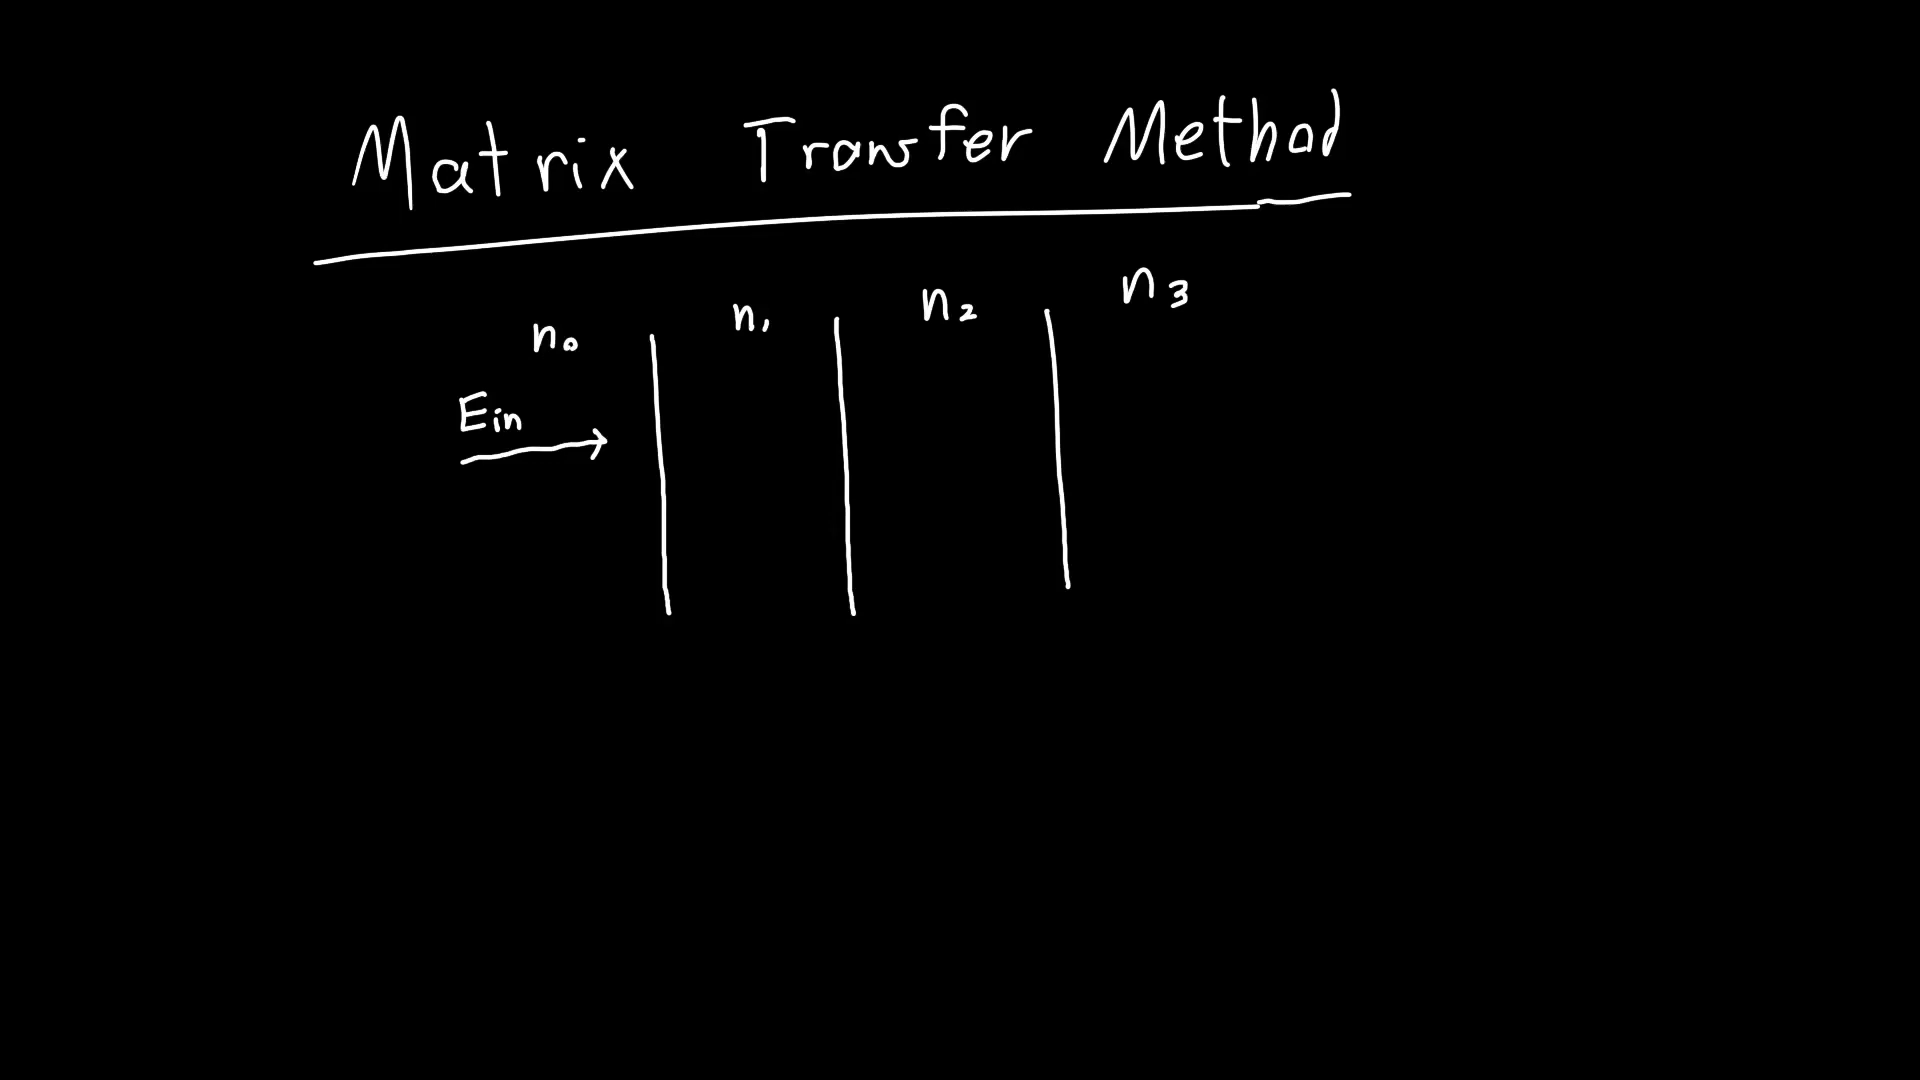 Matrix Transfer Method
n₀ n₁ n₂ n₃
Ein